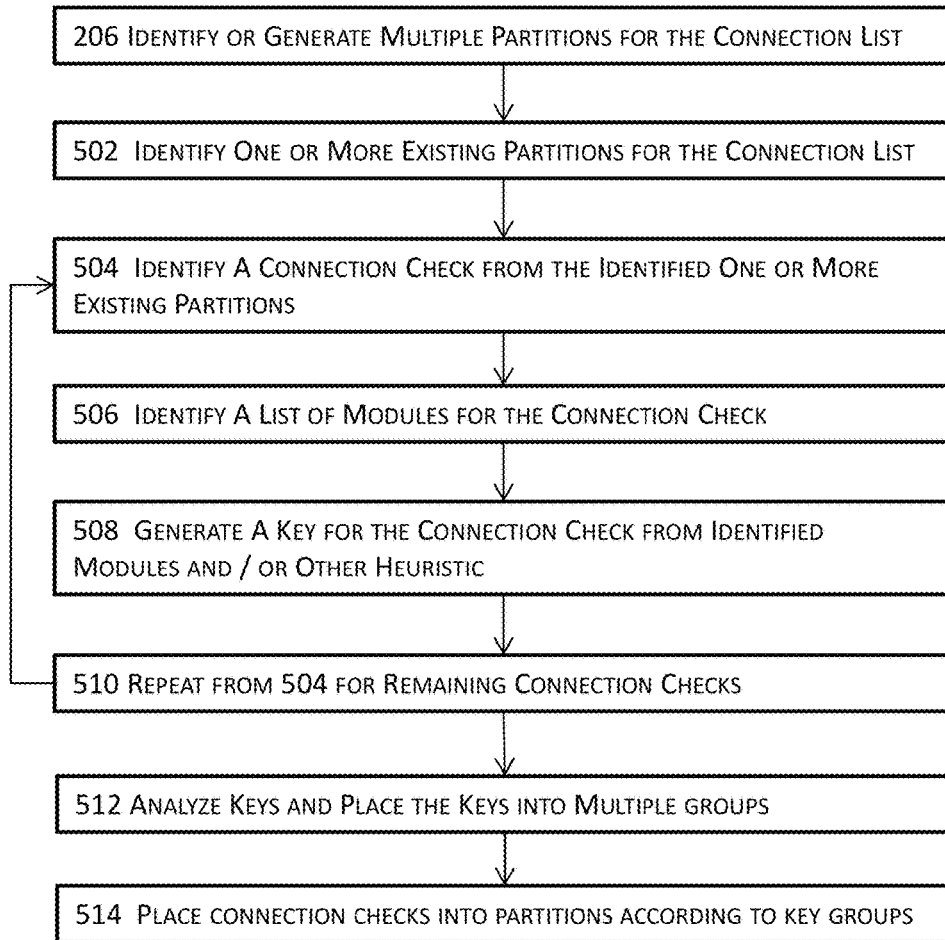 206 Identify or Generate Multiple Partitions for the Connection List
502 Identify One or More Existing Partitions for the Connection List
504 Identify A Connection Check from the Identified One or More
Existing Partitions
506 Identify A List of Modules for the Connection Check
508 Generate A Key for the Connection Check from Identified
Modules and / or Other Heuristic
510 Repeat from 504 for Remaining Connection Checks
512 Analyze Keys and Place the Keys into Multiple groups
514 Place connection checks into partitions according to key groups